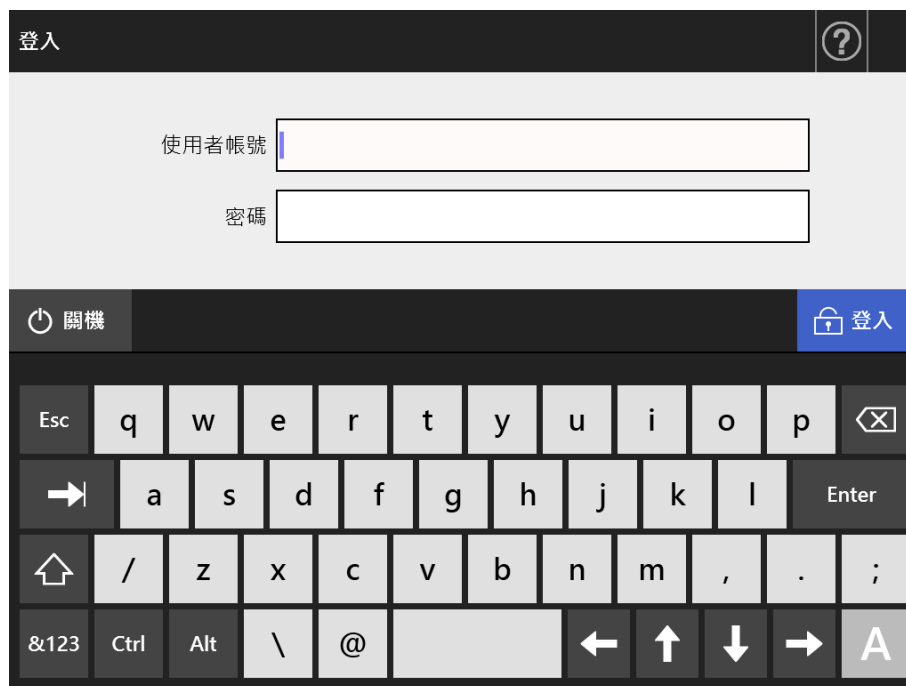 登入
使用者帳號
密碼
關機 登入
Esc q w e r t y u i o p
a s d f g h j k l Enter
/ z x c v b n m , . ;
&123 Ctrl Alt \ @ A